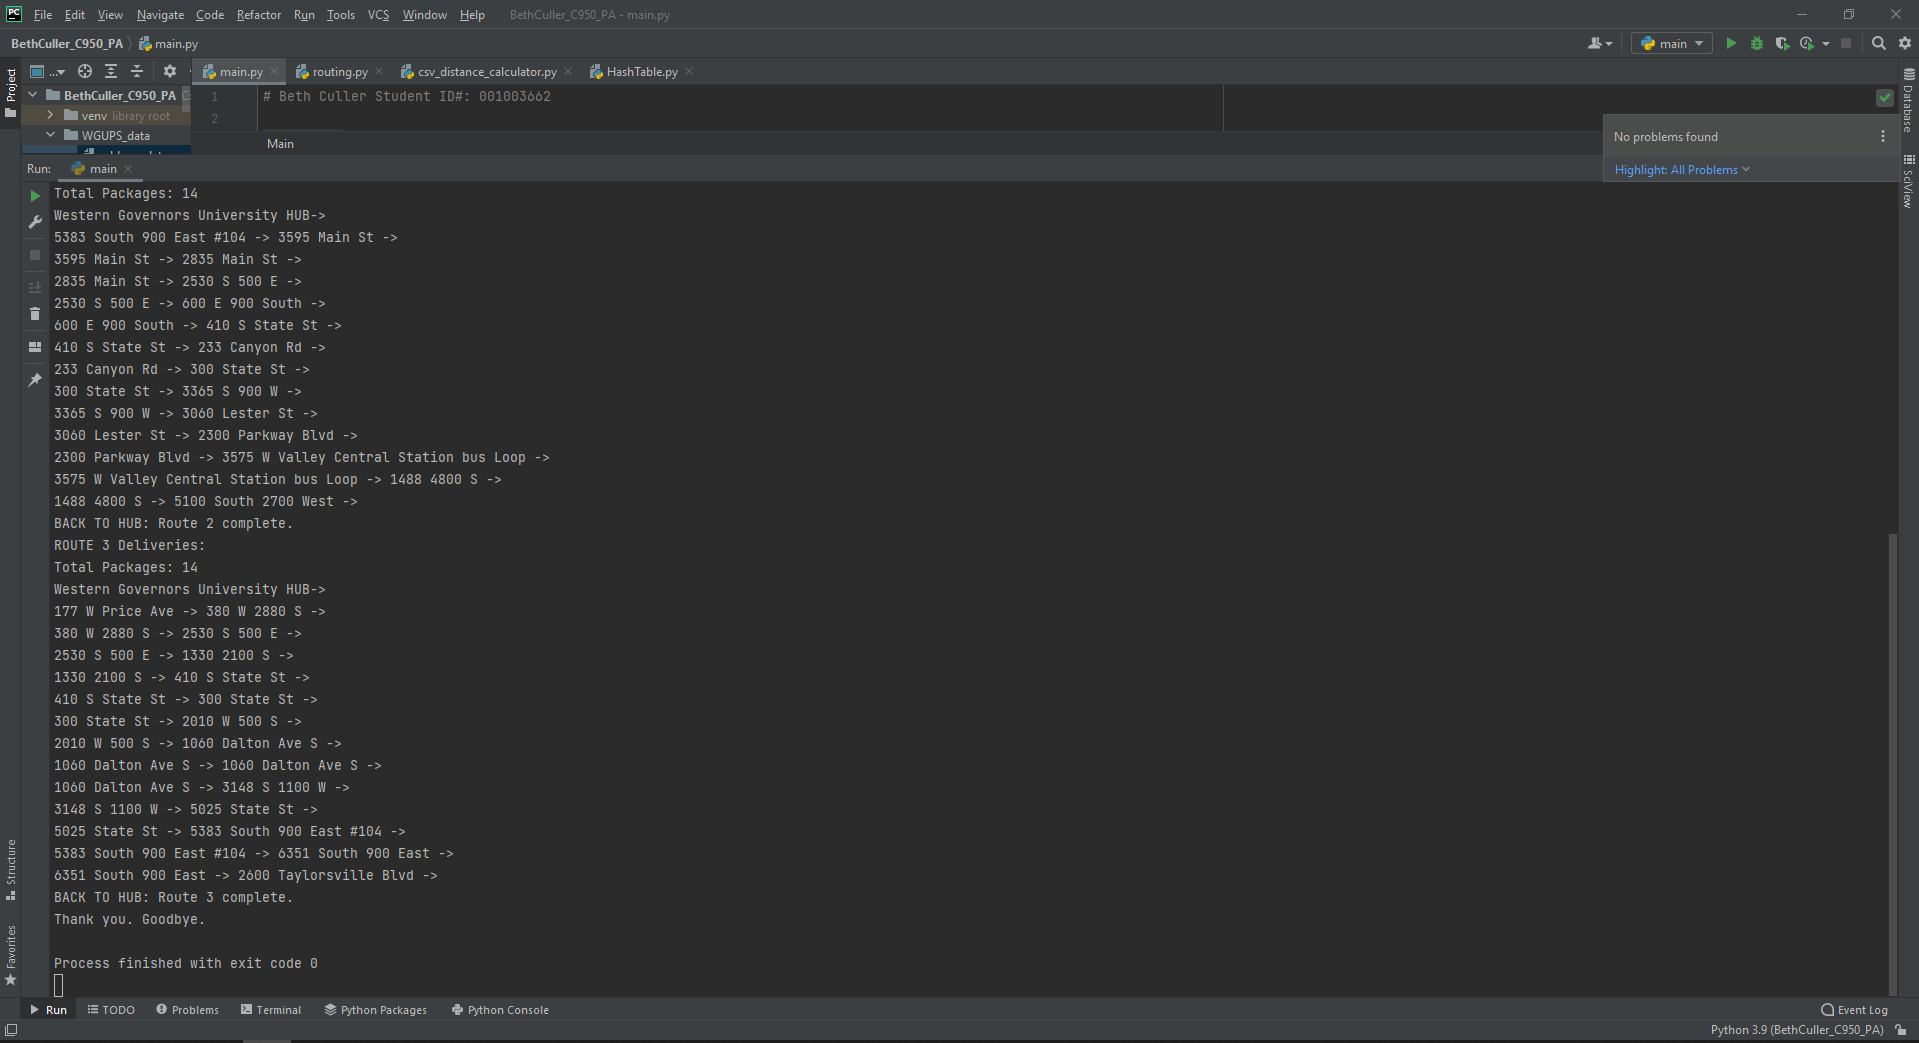 PC File Edit View Navigate Code Refactor Run Tools VCS Window Help BethCuller_C950_PA - main.py
BethCuller_C950_PA main.py main
Project ... main.py routing.py csv_distance_calculator.py HashTable.py
BethCuller_C950_PA 1 # Beth Culler Student ID#: 001003662
venv library root 2
WGUPS_data
Main
No problems found
Highlight: All Problems
Database
SciView
Run: main
Total Packages: 14
Western Governors University HUB->
5383 South 900 East #104 -> 3595 Main St ->
3595 Main St -> 2835 Main St ->
2835 Main St -> 2530 S 500 E ->
2530 S 500 E -> 600 E 900 South ->
600 E 900 South -> 410 S State St ->
410 S State St -> 233 Canyon Rd ->
233 Canyon Rd -> 300 State St ->
300 State St -> 3365 S 900 W ->
3365 S 900 W -> 3060 Lester St ->
3060 Lester St -> 2300 Parkway Blvd ->
2300 Parkway Blvd -> 3575 W Valley Central Station bus Loop ->
3575 W Valley Central Station bus Loop -> 1488 4800 S ->
1488 4800 S -> 5100 South 2700 West ->
BACK TO HUB: Route 2 complete.
ROUTE 3 Deliveries:
Total Packages: 14
Western Governors University HUB->
177 W Price Ave -> 380 W 2880 S ->
380 W 2880 S -> 2530 S 500 E ->
2530 S 500 E -> 1330 2100 S ->
1330 2100 S -> 410 S State St ->
410 S State St -> 300 State St ->
300 State St -> 2010 W 500 S ->
2010 W 500 S -> 1060 Dalton Ave S ->
1060 Dalton Ave S -> 1060 Dalton Ave S ->
1060 Dalton Ave S -> 3148 S 1100 W ->
3148 S 1100 W -> 5025 State St ->
5025 State St -> 5383 South 900 East #104 ->
5383 South 900 East #104 -> 6351 South 900 East ->
6351 South 900 East -> 2600 Taylorsville Blvd ->
BACK TO HUB: Route 3 complete.
Thank you. Goodbye.
Process finished with exit code 0
Structure
Favorites
Run TODO Problems Terminal Python Packages Python Console Event Log
Python 3.9 (BethCuller_C950_PA)